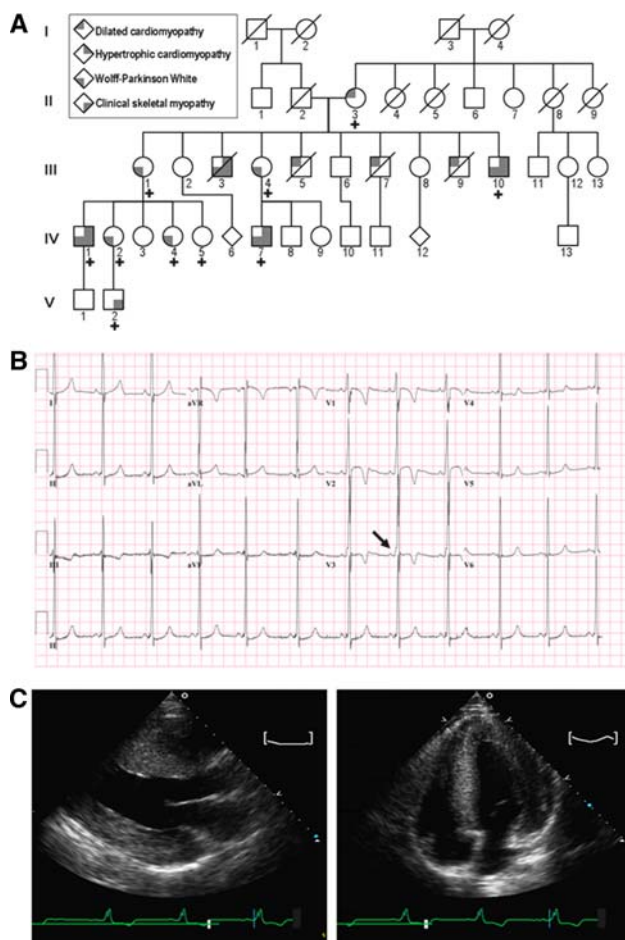 A
Dilated cardiomyopathy
Hypertrophic cardiomyopathy
Wolff-Parkinson White
Clinical skeletal myopathy
I
1 2 3 4
II
1 2 3 4 5 6 7 8 9
+
III
1 2 3 4 5 6 7 8 9 10 11 12 13
+ + +
IV
1 2 3 4 5 6 7 8 9 10 11 12 13
+ + + + +
V
1 2
+
B
I aVR V1 V4
II aVL V2 V5
III aVF V3 V6
II
C